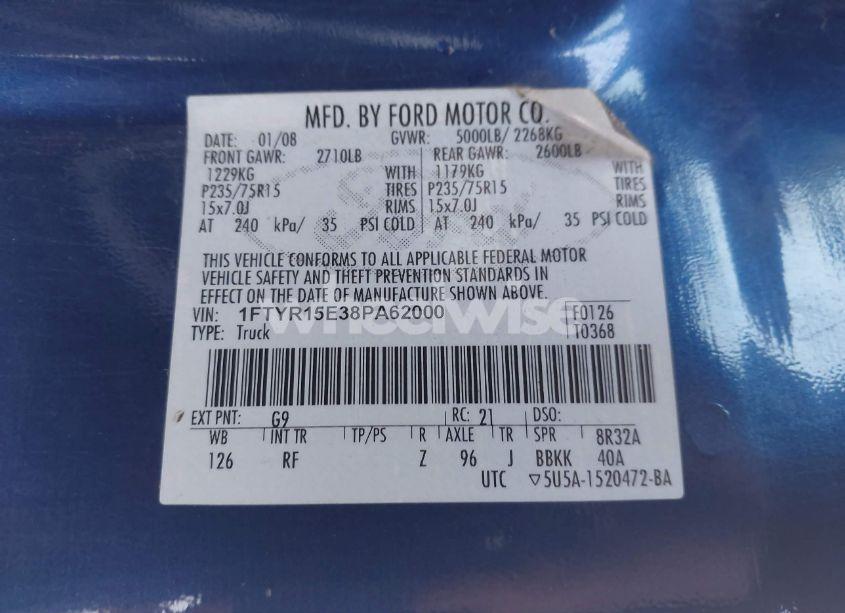 MFD. BY FORD MOTOR CO.
DATE: 01/08 GVWR: 5000LB/ 2268KG
FRONT GAWR: 2710LB REAR GAWR: 2600LB
1229KG WITH 1179KG WITH
P235/75R15 TIRES P235/75R15 TIRES
15x7.0J RIMS 15x7.0J RIMS
AT 240 kPa/ 35 PSI COLD AT 240 kPa/ 35 PSI COLD
THIS VEHICLE CONFORMS TO ALL APPLICABLE FEDERAL MOTOR
VEHICLE SAFETY AND THEFT PREVENTION STANDARDS IN
EFFECT ON THE DATE OF MANUFACTURE SHOWN ABOVE.
VIN: 1FTYR15E38PA62000 F0126
TYPE: Truck T0368
wheelwise
EXT PNT: G9 RC: 21 DSO:
WB INT TR TP/PS R AXLE TR SPR 8R32A
126 RF Z 96 J BBKK 40A
UTC ▽5U5A-1520472-BA